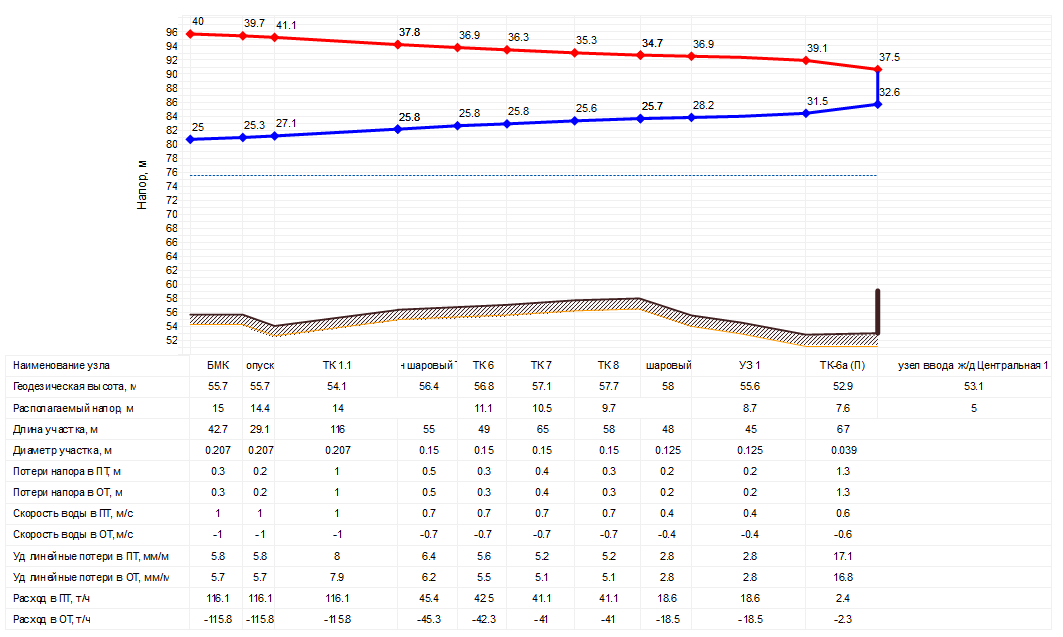 40 39.7 41.1 37.8 36.9 36.3 35.3 34.7 36.9 39.1 37.5
25 25.3 27.1 25.8 25.8 25.8 25.6 25.7 28.2 31.5 32.6
Напор, м
96
94
92
90
88
86
84
82
80
78
76
74
72
70
68
66
64
62
60
58
56
54
52
Наименование узла БМК опуск ТК 1.1 н шаровый ТК 6 ТК 7 ТК 8 шаровый УЗ 1 ТК-6а (П) узел ввода ж/д Центральная 1
Геодезическая высота, м 55.7 55.7 54.1 56.4 56.8 57.1 57.7 58 55.6 52.9 53.1
Располагаемый напор, м 15 14.4 14 11.1 10.5 9.7 8.7 7.6 5
Длина участка, м 42.7 29.1 116 55 49 65 58 48 45 67
Диаметр участка, м 0.207 0.207 0.207 0.15 0.15 0.15 0.15 0.125 0.125 0.039
Потери напора в ПТ, м 0.3 0.2 1 0.5 0.3 0.4 0.3 0.2 0.2 1.3
Потери напора в ОТ, м 0.3 0.2 1 0.5 0.3 0.4 0.3 0.2 0.2 1.3
Скорость воды в ПТ, м/с 1 1 1 0.7 0.7 0.7 0.7 0.4 0.4 0.6
Скорость воды в ОТ, м/с -1 -1 -1 -0.7 -0.7 -0.7 -0.7 -0.4 -0.4 -0.6
Уд. линейные потери в ПТ, мм/м 5.8 5.8 8 6.4 5.6 5.2 5.2 2.8 2.8 17.1
Уд. линейные потери в ОТ, мм/м 5.7 5.7 7.9 6.2 5.5 5.1 5.1 2.8 2.8 16.8
Расход в ПТ, т/ч 116.1 116.1 116.1 45.4 42.5 41.1 41.1 18.6 18.6 2.4
Расход в ОТ, т/ч -115.8 -115.8 -115.8 -45.3 -42.3 -41 -41 -18.5 -18.5 -2.3